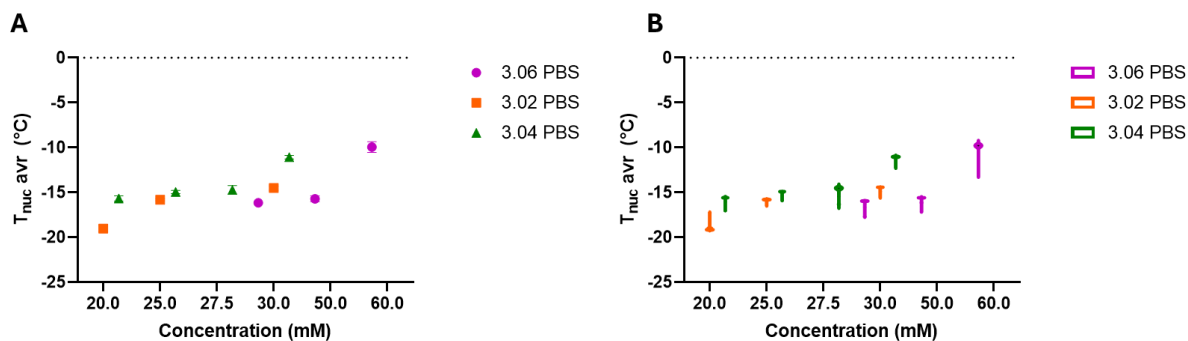 A
B
0
-5
-10
-15
-20
-25
T_nuc avr (°C)
20.0 25.0 27.5 30.0 50.0 60.0
Concentration (mM)
3.06 PBS
3.02 PBS
3.04 PBS
0
-5
-10
-15
-20
-25
T_nuc avr (°C)
20.0 25.0 27.5 30.0 50.0 60.0
Concentration (mM)
3.06 PBS
3.02 PBS
3.04 PBS